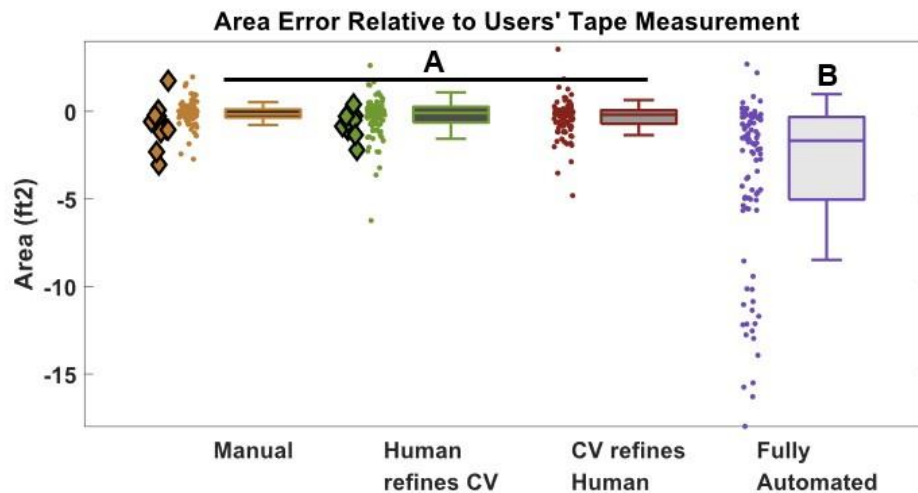 Area Error Relative to Users' Tape Measurement
A
B
0
-5
-10
-15
Area (ft2)
Manual
Human
refines CV
CV refines
Human
Fully
Automated